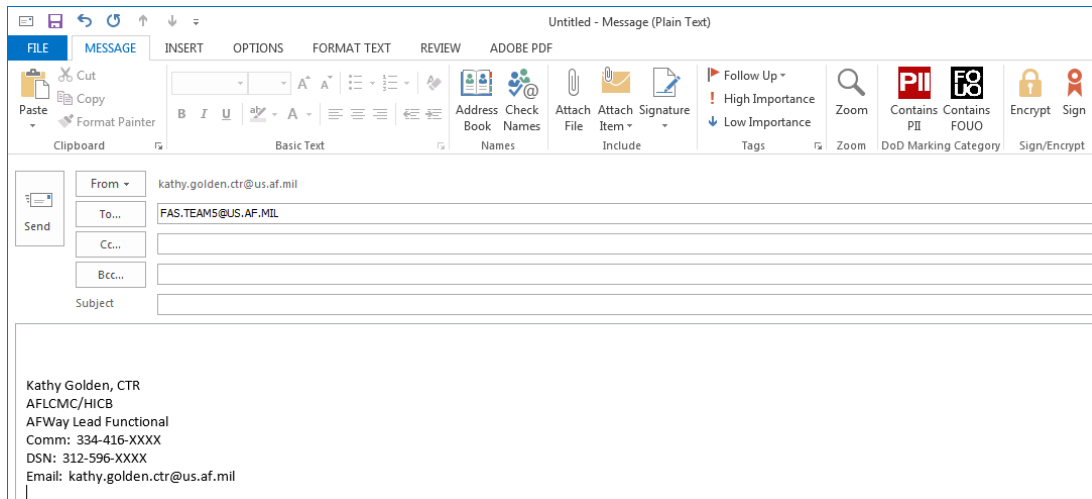 Untitled - Message (Plain Text)
FILE MESSAGE INSERT OPTIONS FORMAT TEXT REVIEW ADOBE PDF
Paste
Cut
Copy
Format Painter
Clipboard
A A
B I U aby A
Basic Text
Address Book
Check Names
Names
Attach File
Attach Item
Signature
Include
Follow Up
! High Importance
Low Importance
Tags
Zoom
Zoom
PII
Contains PII
FOUO
Contains FOUO
DoD Marking Category
Encrypt
Sign
Sign/Encrypt
Send
From kathy.golden.ctr@us.af.mil
To... FAS.TEAM5@US.AF.MIL
Cc...
Bcc...
Subject
Kathy Golden, CTR
AFLCMC/HICB
AFWay Lead Functional
Comm: 334-416-XXXX
DSN: 312-596-XXXX
Email: kathy.golden.ctr@us.af.mil